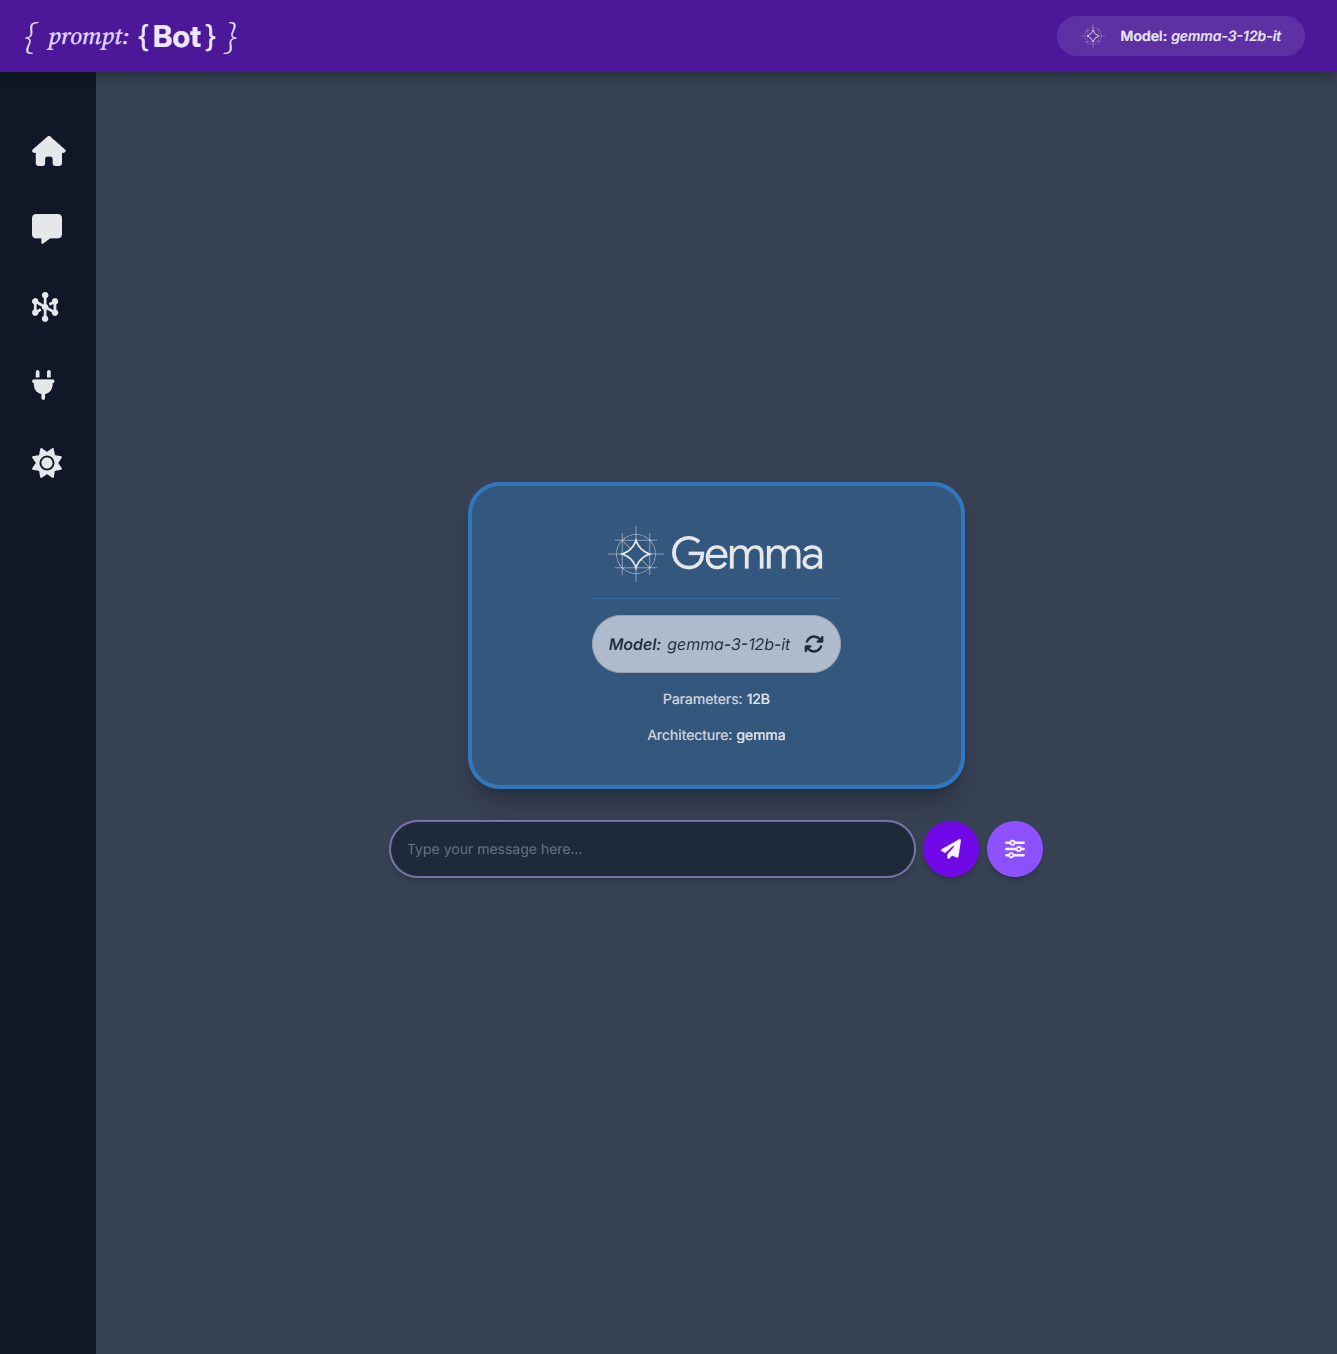 { prompt: {Bot} }
Model: gemma-3-12b-it
Gemma
Model: gemma-3-12b-it
Parameters: 12B
Architecture: gemma
Type your message here...